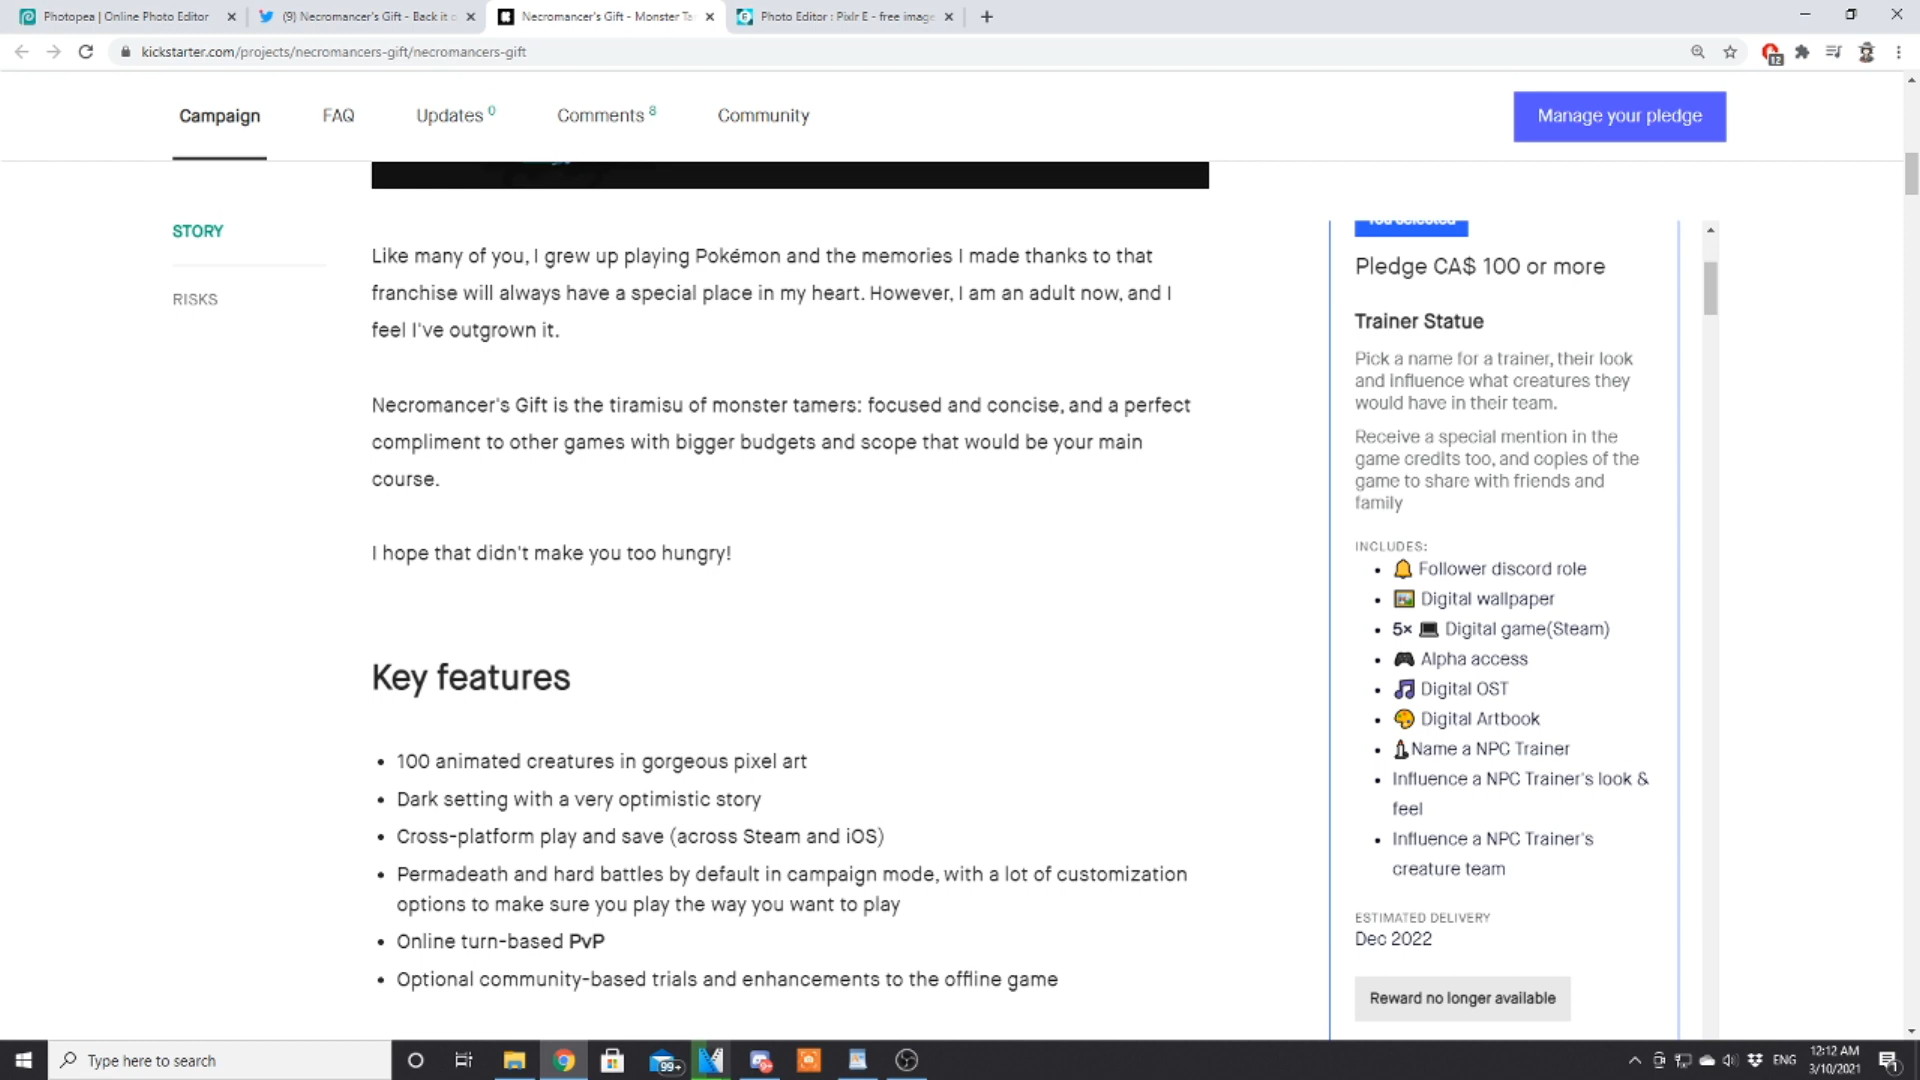 Photopea | Online Photo Editor
(9) Necromancer's Gift - Back it o
Necromancer's Gift - Monster Ta
Photo Editor : Pixlr E - free image
kickstarter.com/projects/necromancers-gift/necromancers-gift
12
Campaign
FAQ
Updates 0
Comments 8
Community
Manage your pledge
STORY
RISKS
Like many of you, I grew up playing Pokémon and the memories I made thanks to that
franchise will always have a special place in my heart. However, I am an adult now, and I
feel I've outgrown it.
Necromancer's Gift is the tiramisu of monster tamers: focused and concise, and a perfect
compliment to other games with bigger budgets and scope that would be your main
course.
I hope that didn't make you too hungry!
Key features
• 100 animated creatures in gorgeous pixel art
• Dark setting with a very optimistic story
• Cross-platform play and save (across Steam and iOS)
• Permadeath and hard battles by default in campaign mode, with a lot of customization
options to make sure you play the way you want to play
• Online turn-based PvP
• Optional community-based trials and enhancements to the offline game
You selected
Pledge CA$ 100 or more
Trainer Statue
Pick a name for a trainer, their look
and influence what creatures they
would have in their team.
Receive a special mention in the
game credits too, and copies of the
game to share with friends and
family
INCLUDES:
• 🔔 Follower discord role
• 🖼 Digital wallpaper
• 5× 💻 Digital game(Steam)
• 🎮 Alpha access
• 🎵 Digital OST
• 🎨 Digital Artbook
• Name a NPC Trainer
• Influence a NPC Trainer's look &
feel
• Influence a NPC Trainer's
creature team
ESTIMATED DELIVERY
Dec 2022
Reward no longer available
Type here to search
99+
ENG
12:12 AM
3/10/2021
1